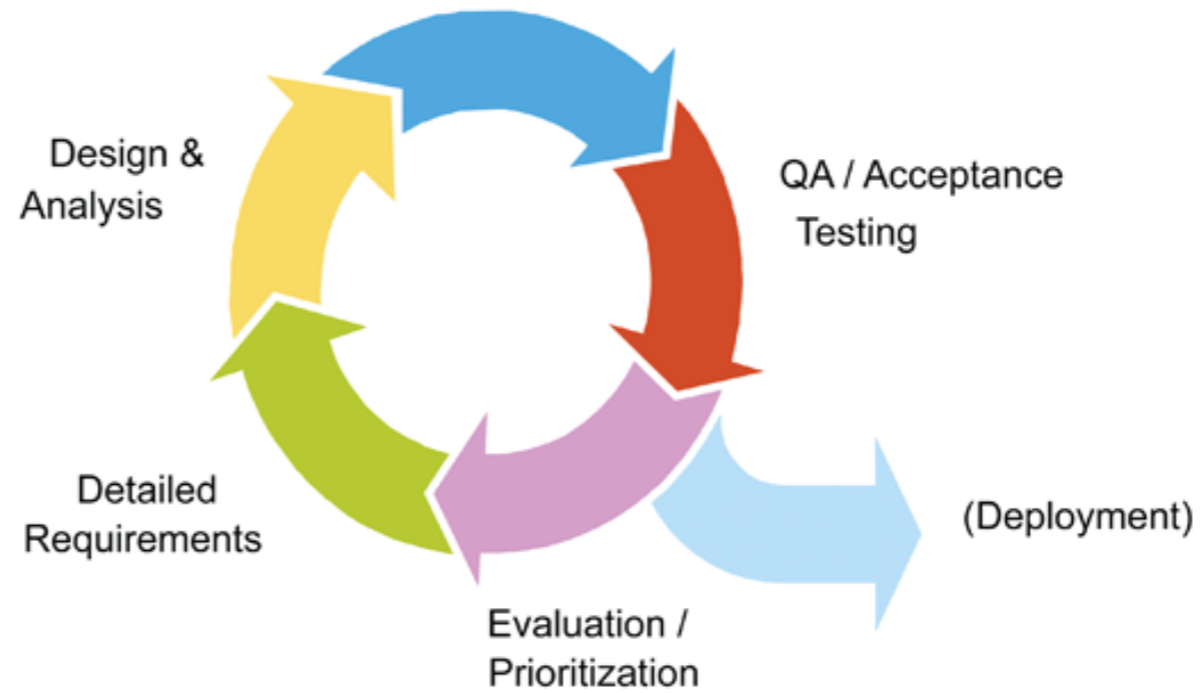 Design &
Analysis
QA / Acceptance
Testing
Detailed
Requirements
(Deployment)
Evaluation /
Prioritization